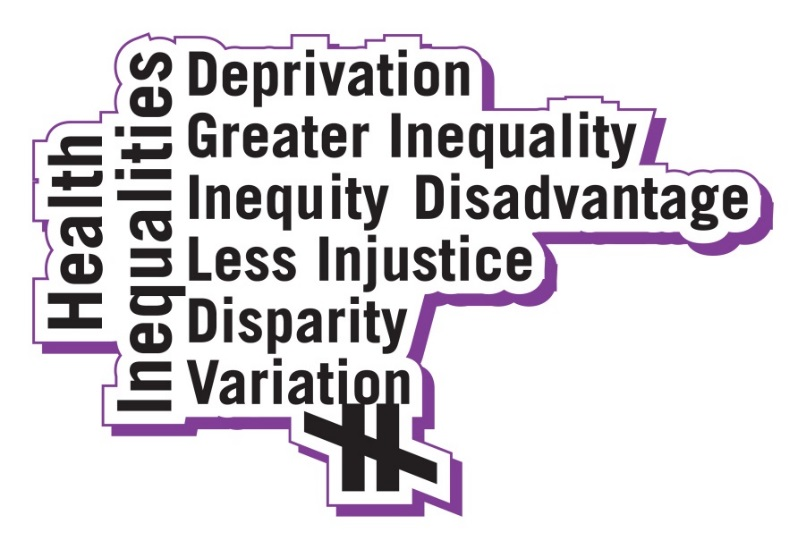 Health
Inequalities
Deprivation
Greater Inequality
Inequity Disadvantage
Less Injustice
Disparity
Variation